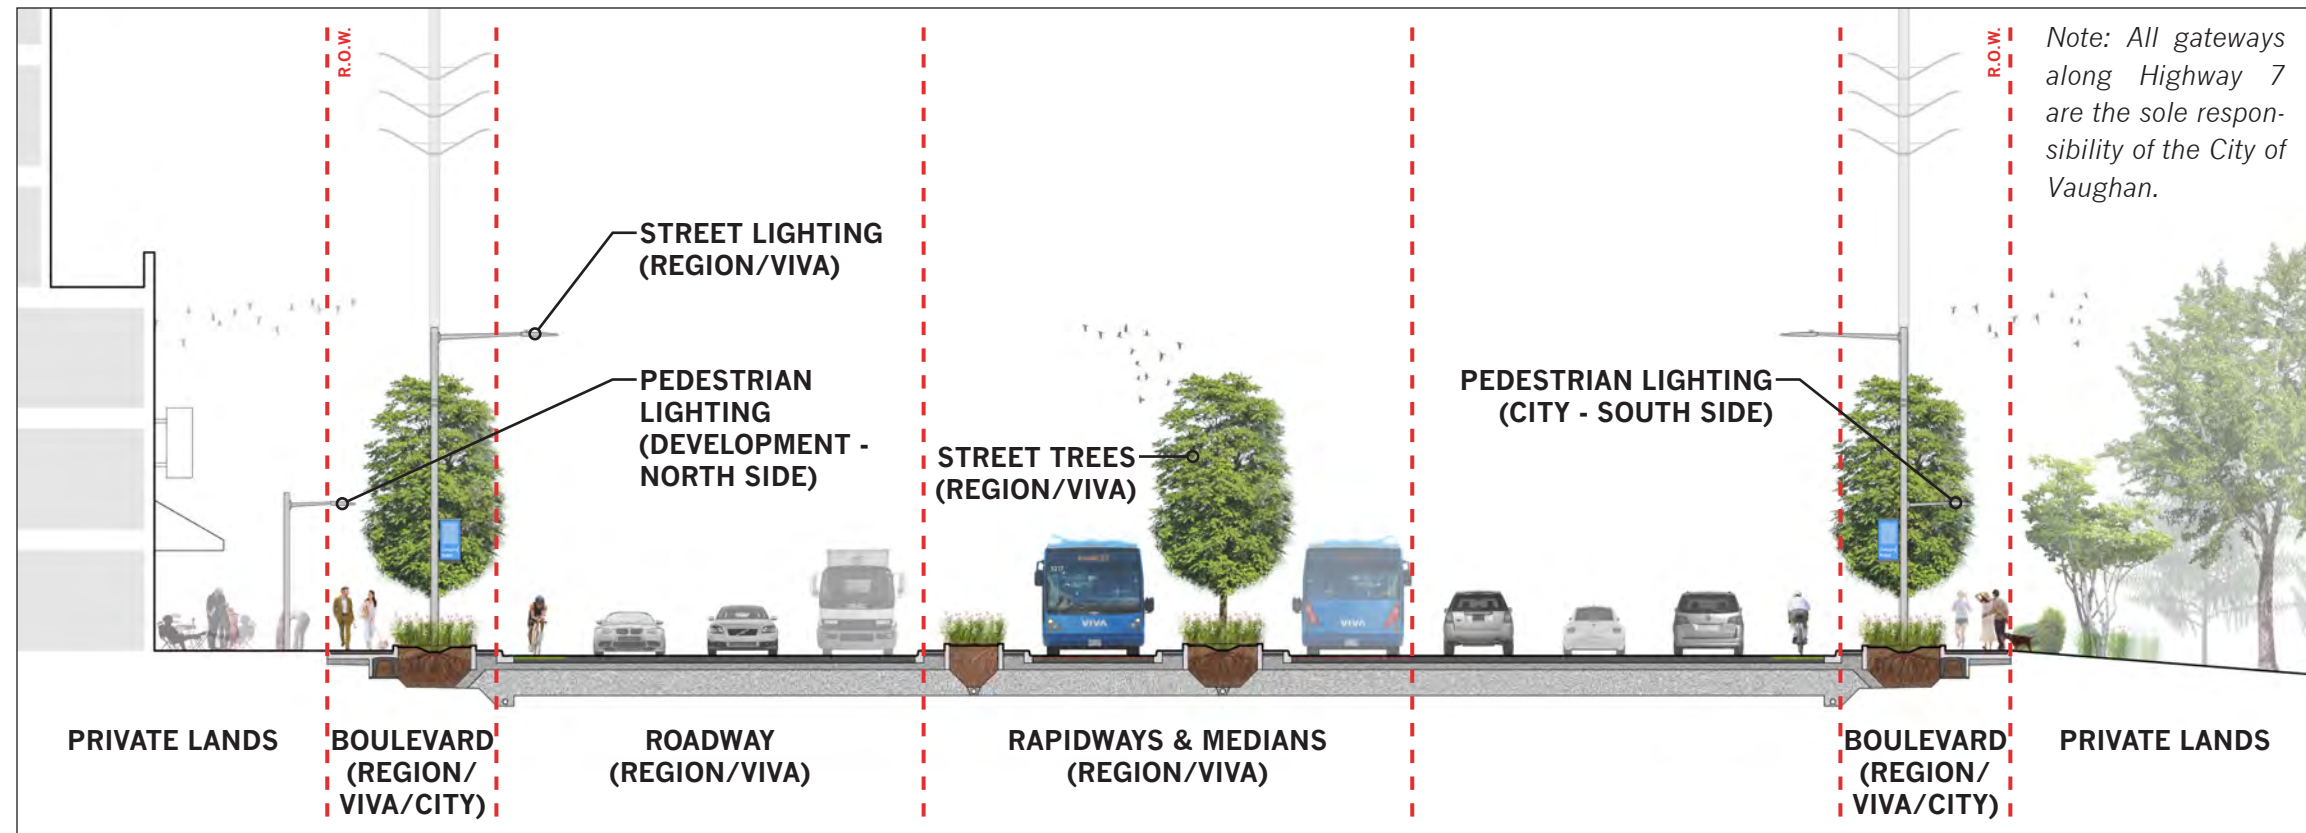 R.O.W.
R.O.W.
Note: All gateways
along Highway 7
are the sole respon-
sibility of the City of
Vaughan.
STREET LIGHTING
(REGION/VIVA)
PEDESTRIAN
LIGHTING
(DEVELOPMENT -
NORTH SIDE)
STREET TREES
(REGION/VIVA)
PEDESTRIAN LIGHTING
(CITY - SOUTH SIDE)
VIVA
VIVA
PRIVATE LANDS
BOULEVARD
(REGION/
VIVA/CITY)
ROADWAY
(REGION/VIVA)
RAPIDWAYS & MEDIANS
(REGION/VIVA)
BOULEVARD
(REGION/
VIVA/CITY)
PRIVATE LANDS